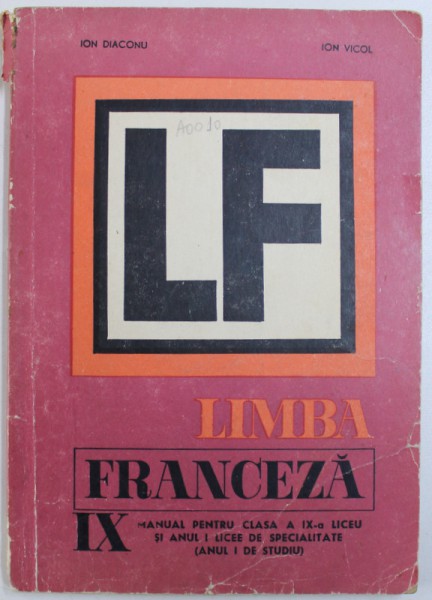 ION DIACONU
ION VICOL
LF
A0010
LIMBA
FRANCEZĂ
IX
MANUAL PENTRU CLASA A IX-a LICEU
ȘI ANUL I LICEE DE SPECIALITATE
(ANUL I DE STUDIU)